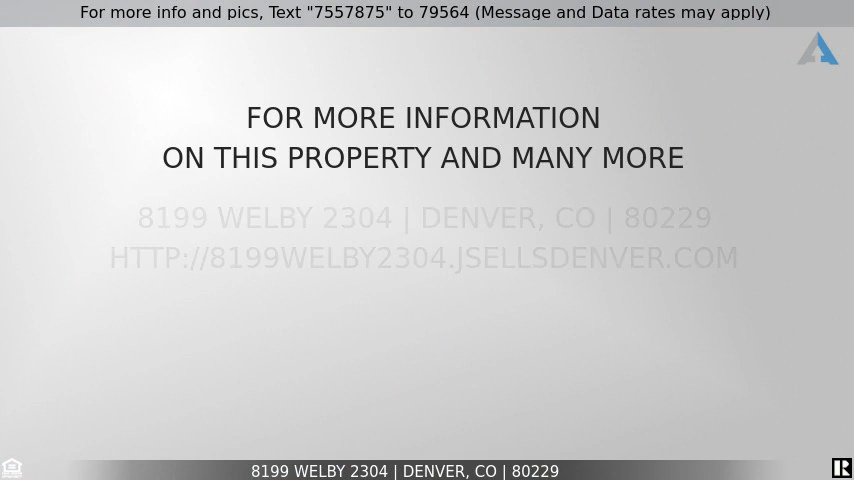 For more info and pics, Text "7557875" to 79564 (Message and Data rates may apply)
FOR MORE INFORMATION
ON THIS PROPERTY AND MANY MORE
8199 WELBY 2304 | DENVER, CO | 80229
HTTP://8199WELBY2304.JSELLSDENVER.COM
8199 WELBY 2304 | DENVER, CO | 80229